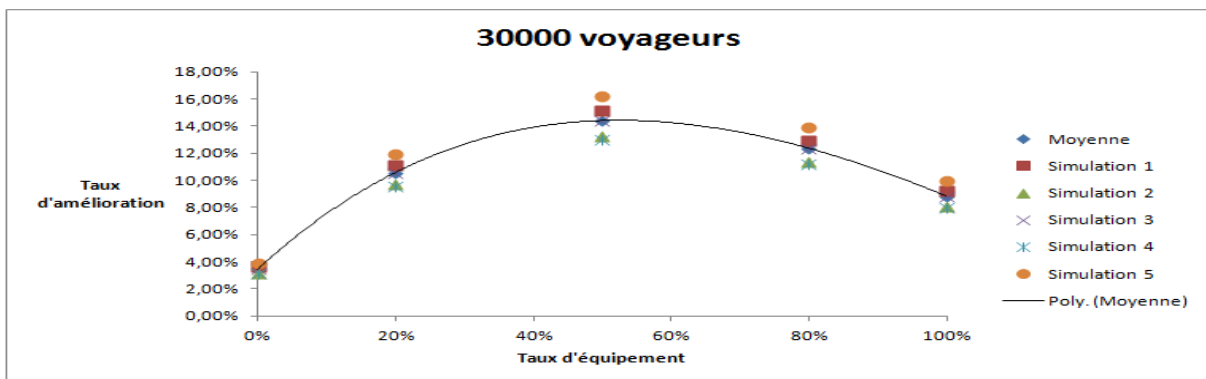 30000 voyageurs
18,00%
16,00%
14,00%
12,00%
10,00%
8,00%
6,00%
4,00%
2,00%
0,00%
Taux
d'amélioration
0%
20%
40%
60%
80%
100%
Taux d'équipement
Moyenne
Simulation 1
Simulation 2
Simulation 3
Simulation 4
Simulation 5
Poly. (Moyenne)